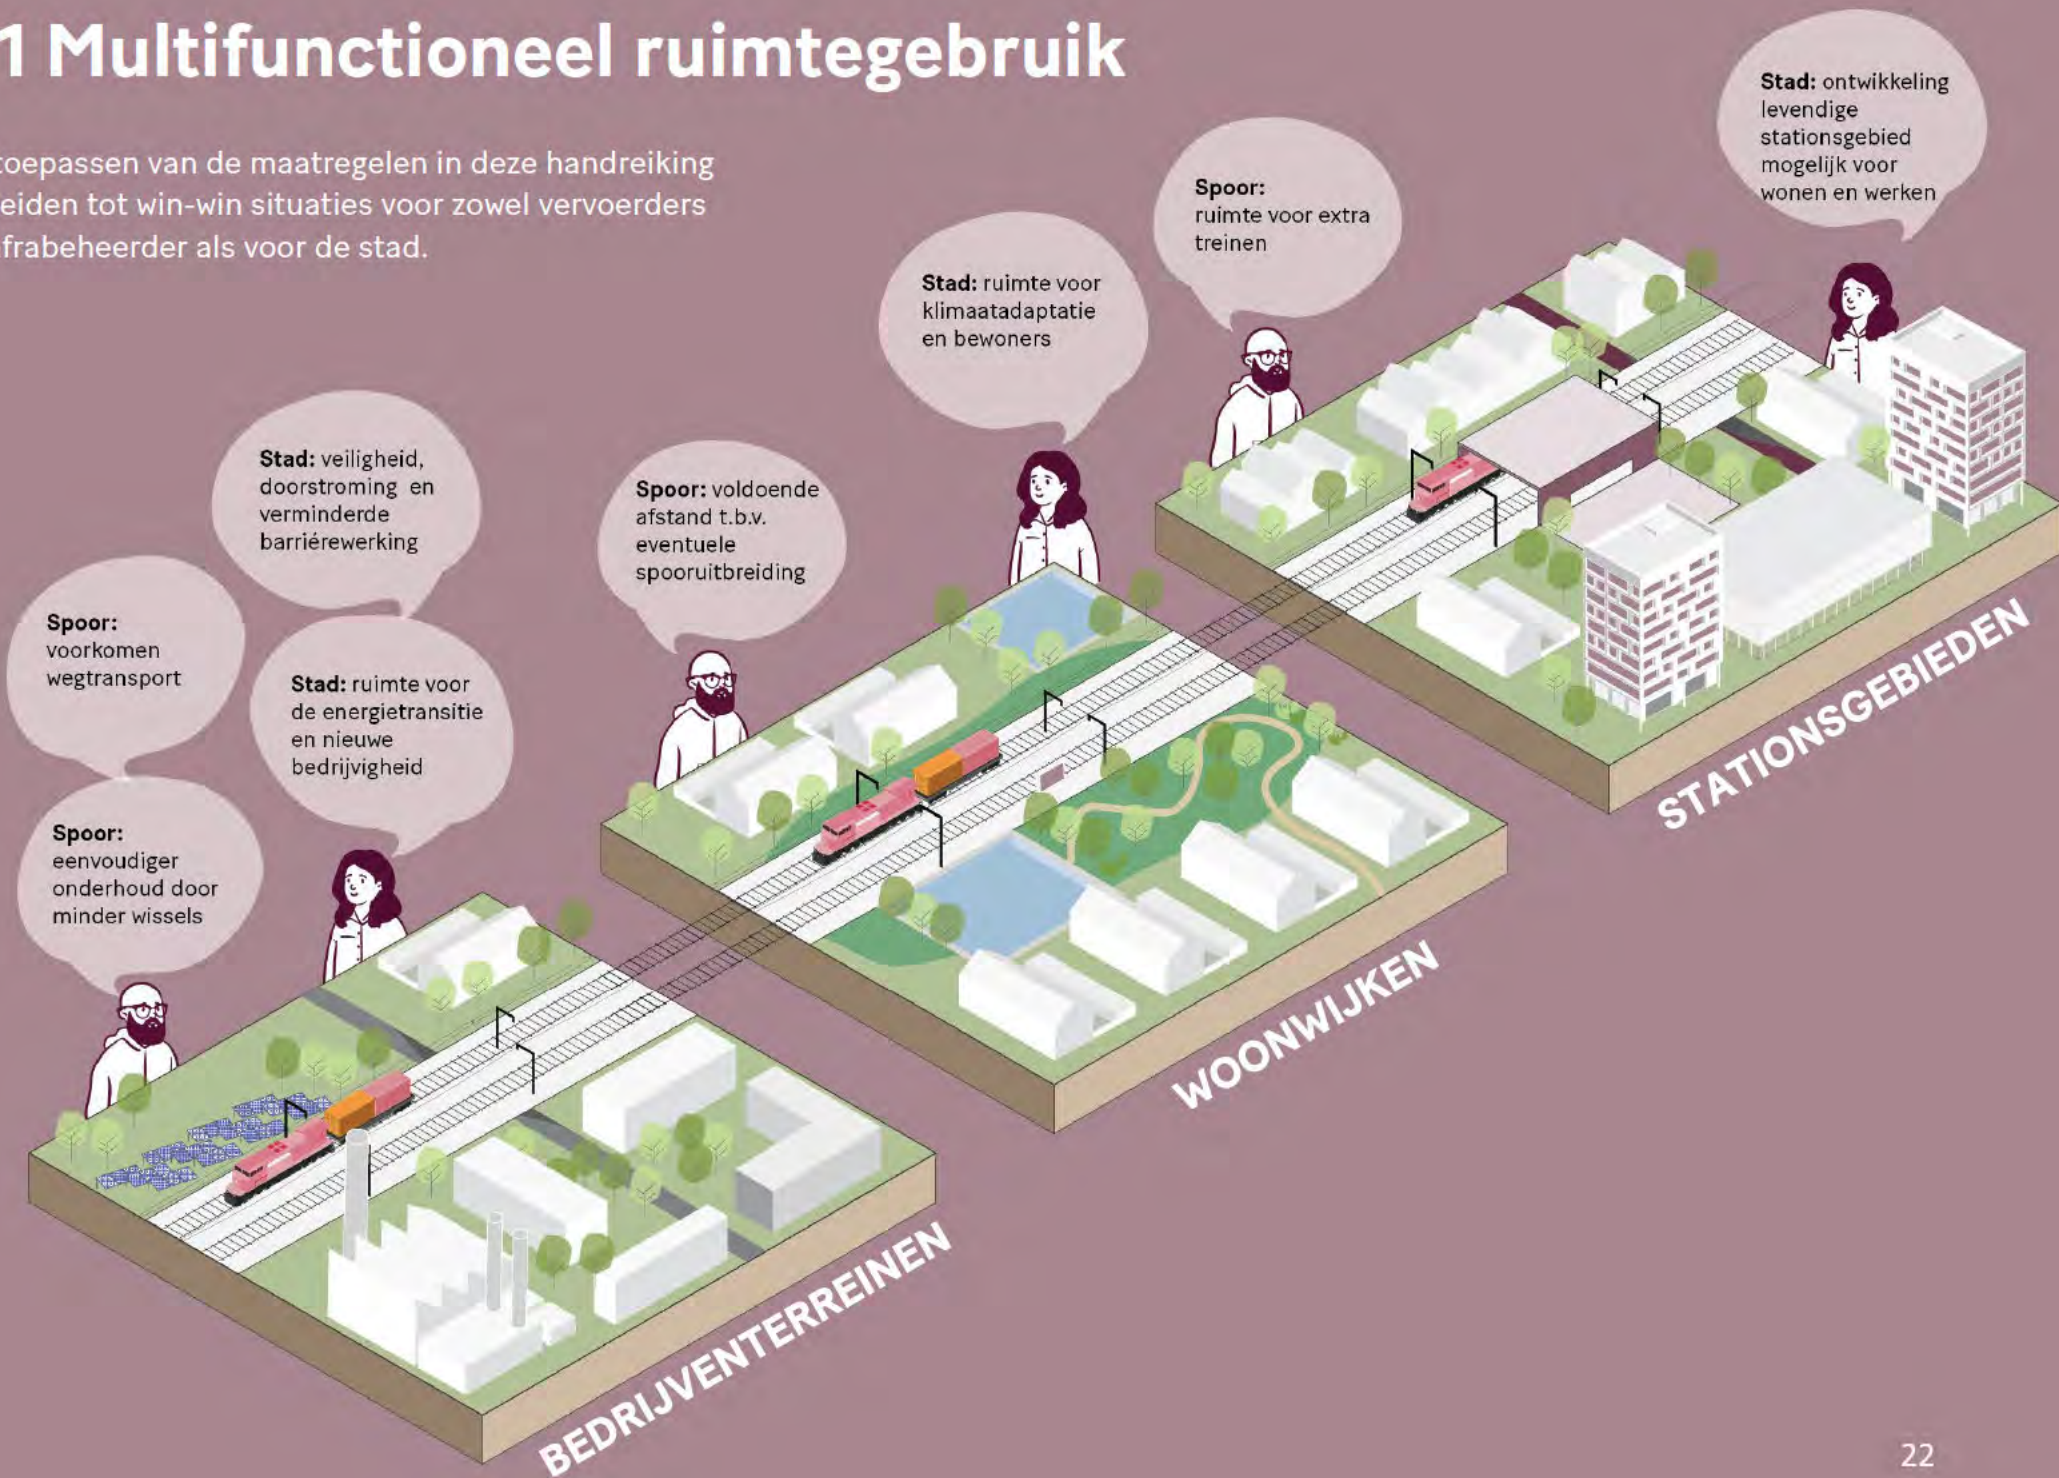 1 Multifunctioneel ruimtegebruik
toepassen van de maatregelen in deze handreiking
eiden tot win-win situaties voor zowel vervoerders
frabeheerder als voor de stad.
Stad: ontwikkeling
levendige
stationsgebied
mogelijk voor
wonen en werken
Spoor:
ruimte voor extra
treinen
Stad: ruimte voor
klimaatadaptatie
en bewoners
Spoor: voldoende
afstand t.b.v.
eventuele
spooruitbreiding
Stad: veiligheid,
doorstroming en
verminderde
barriérewerking
Spoor:
voorkomen
wegtransport
Stad: ruimte voor
de energietransitie
en nieuwe
bedrijvigheid
Spoor:
eenvoudiger
onderhoud door
minder wissels
STATIONSGEBIEDEN
WOONWIJKEN
BEDRIJVENTERREINEN
22